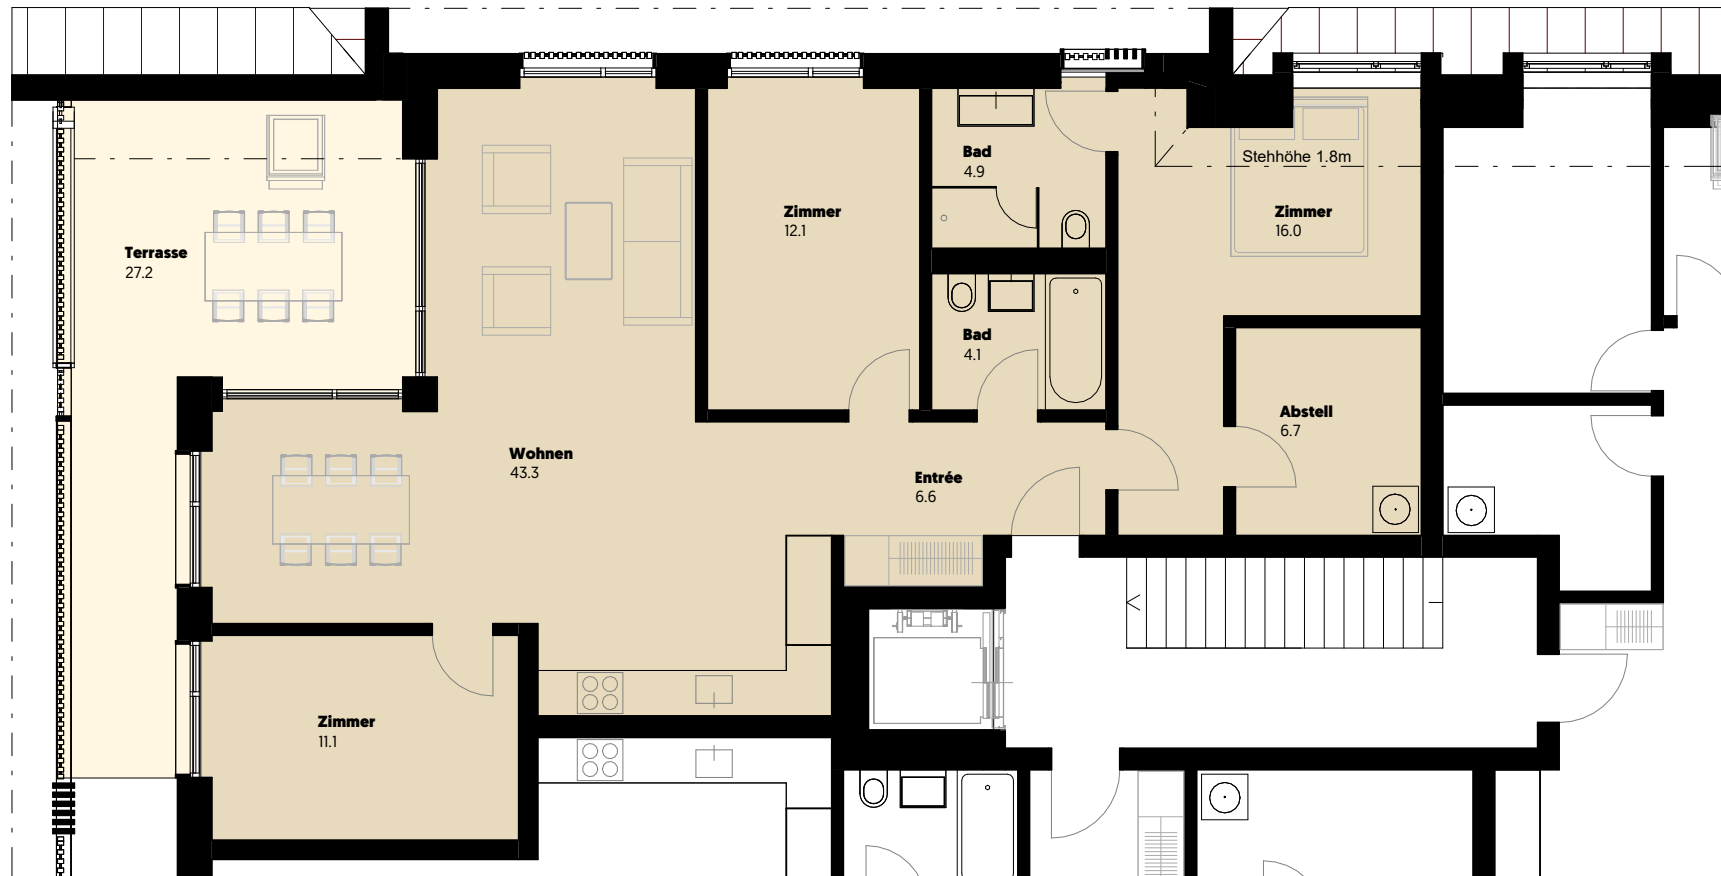 Stehhöhe 1.8m
Bad
4.9
Zimmer
12.1
Zimmer
16.0
Terrasse
27.2
Bad
4.1
Abstell
6.7
Wohnen
43.3
Entrée
6.6
Zimmer
11.1